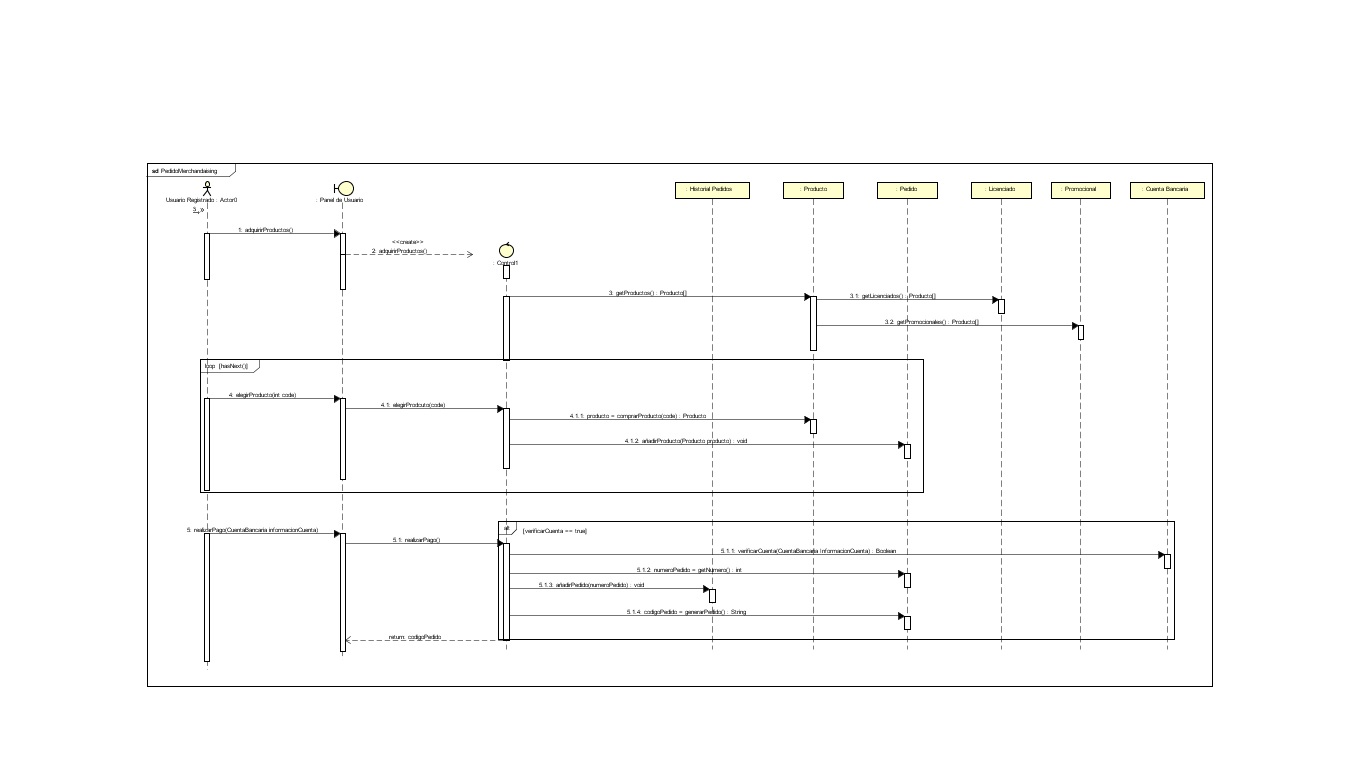 sd PedidoMerchandaising
: Historial Pedidos
: Producto
: Pedido
: Licenciado
: Promocional
: Cuenta Bancaria
Usuario Registrado : Actor0
: Panel de Usuario
1: adquirirProductos()
<<create>>
2: adquirirProductos()
: Control1
3: getProductos() : Producto[]
3.1: getLicenciados() : Producto[]
3.2: getPromocionales() : Producto[]
loop [hasNext()]
4: elegirProducto(int code)
4.1: elegirProdcuto(code)
4.1.1: producto = comprarProducto(code) : Producto
4.1.2: añadirProducto(Producto producto) : void
5: realizarPago(CuentaBancaria informacionCuenta)
alt
[verificarCuenta == true]
5.1: realizarPago()
5.1.1: verificarCuenta(CuentaBancaria informacionCuenta) : Boolean
5.1.2: numeroPedido = getNumero() : int
5.1.3: añadirPedido(numeroPedido) : void
5.1.4: codigoPedido = generarPedido() : String
return: codigoPedido